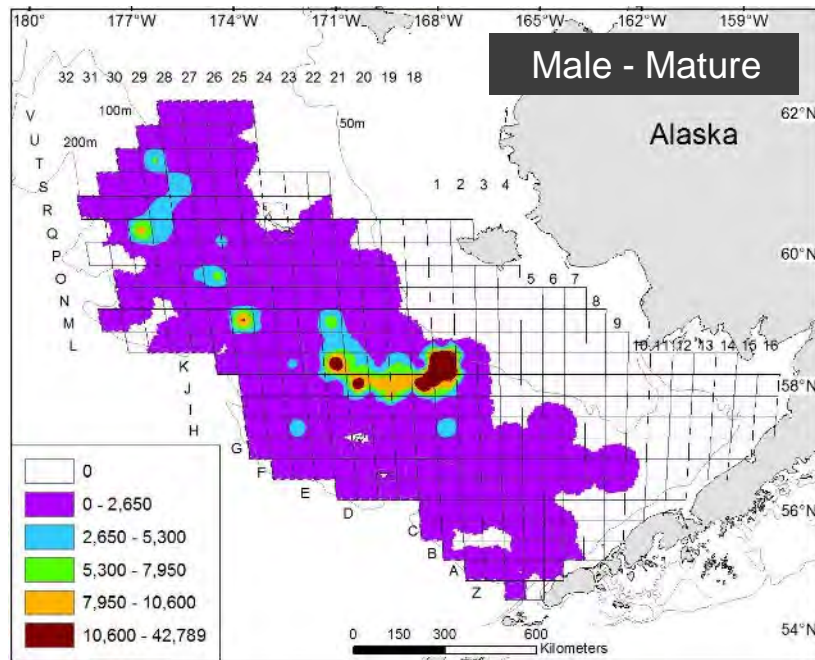 180° 177°W 174°W 171°W 168°W 165°W 162°W 159°W
Male - Mature
32 31 30 29 28 27 26 25 24 23 22 21 20 19 18
100m
50m
200m
62°N
Alaska
V
U
T
S
R
Q
P
O
N
M
L
1 2 3 4
60°N
5 6 7
8
9
10 11 12 13 14 15 16
58°N
K
J
I
H
G
F
E
D
C
B
A
Z
56°N
54°N
0
0 - 2,650
2,650 - 5,300
5,300 - 7,950
7,950 - 10,600
10,600 - 42,789
0 150 300 600
Kilometers